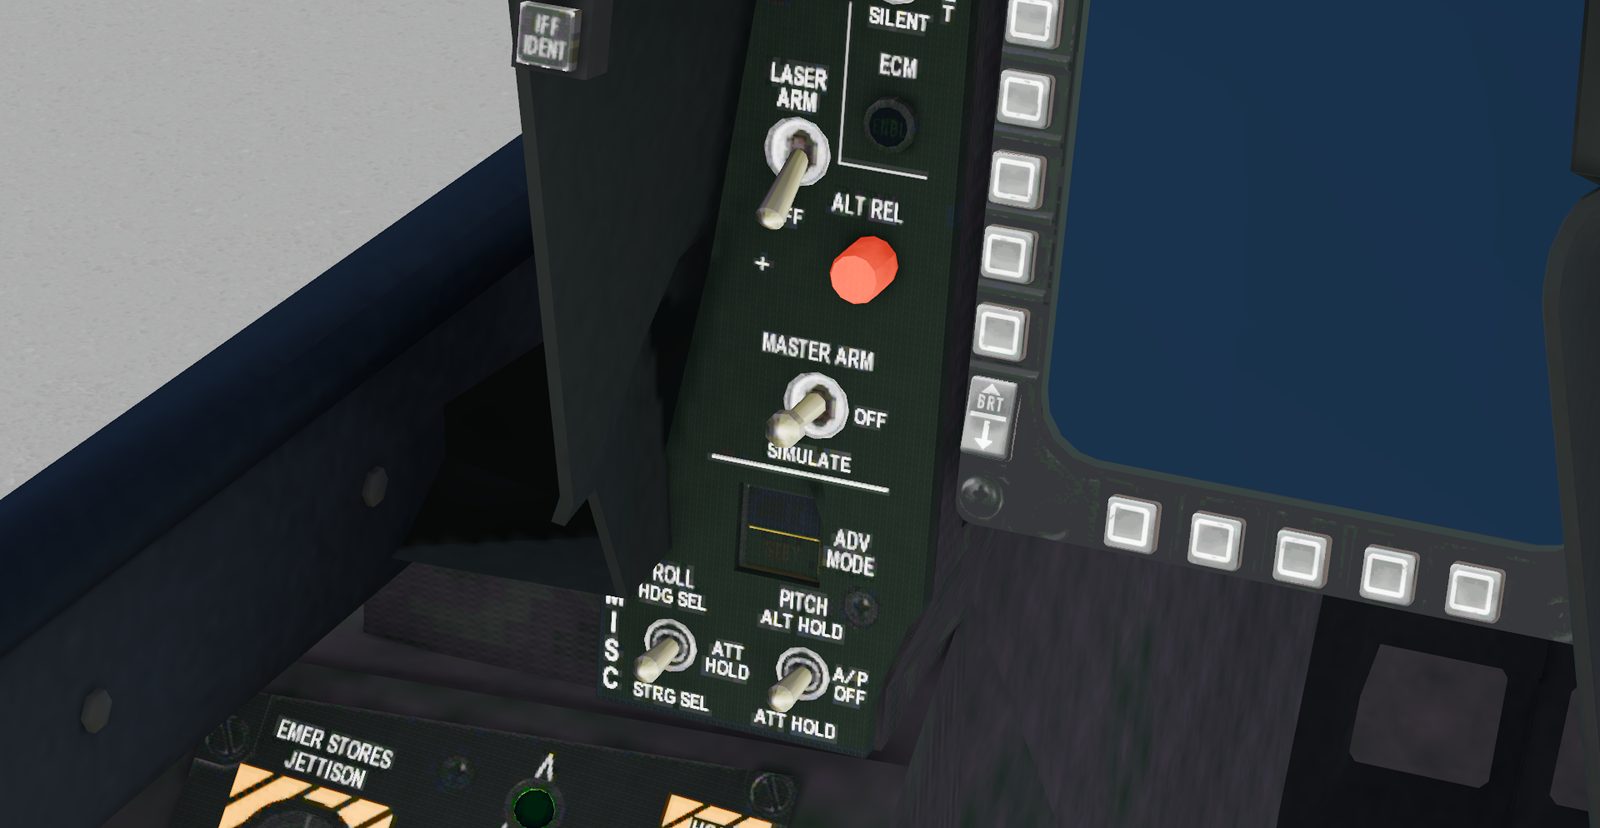 IFF
IDENT
SILENT
T
ECM
LASER
ARM
ALT REL
+
MASTER ARM
OFF
SIMULATE
ADV
MODE
ROLL
HDG SEL
PITCH
ALT HOLD
MISC
ATT
HOLD
A/P
OFF
STRG SEL
ATT HOLD
BRT
EMER STORES
JETTISON